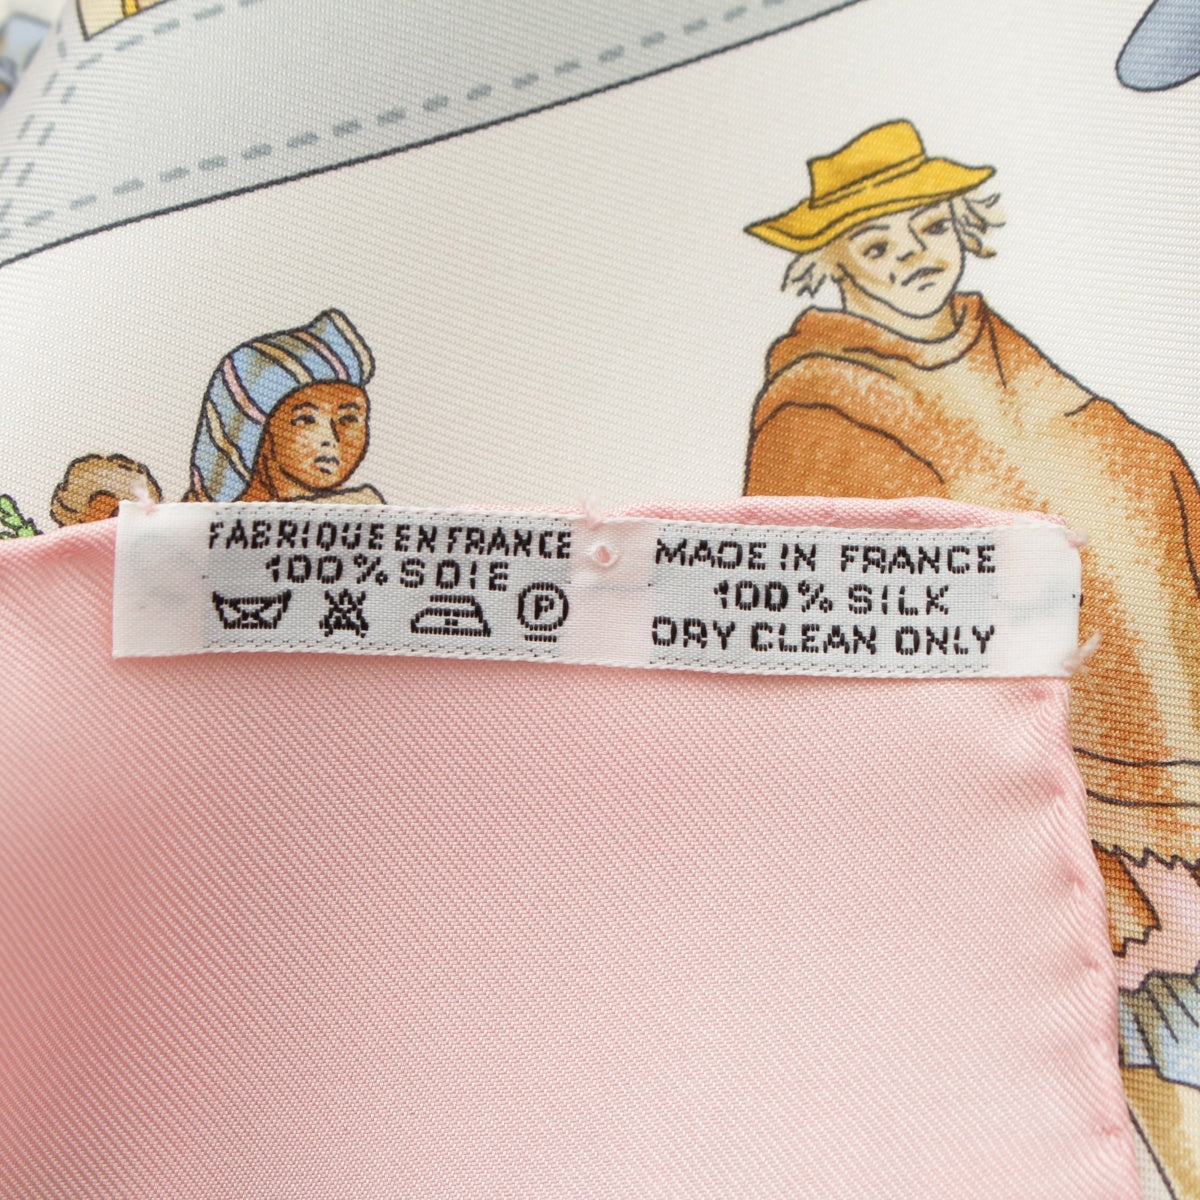 FABRIQUE EN FRANCE
100% SOIE
P
MADE IN FRANCE
100% SILK
DRY CLEAN ONLY